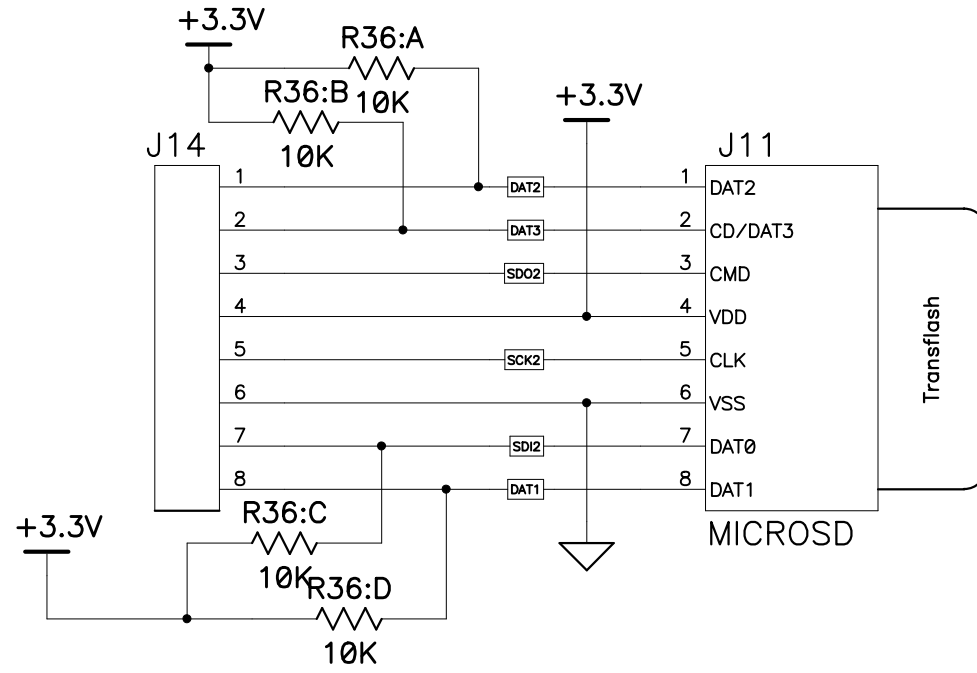 +3.3V
R36:A
10K
R36:B
10K
+3.3V
J14
J11
1 DAT2 1 DAT2
2 DAT3 2 CD/DAT3
3 SDO2 3 CMD
4 4 VDD
5 SCK2 5 CLK
6 6 VSS
7 SDI2 7 DAT0
8 DAT1 8 DAT1
Transflash
MICROSD
R36:C
10K
+3.3V
R36:D
10K